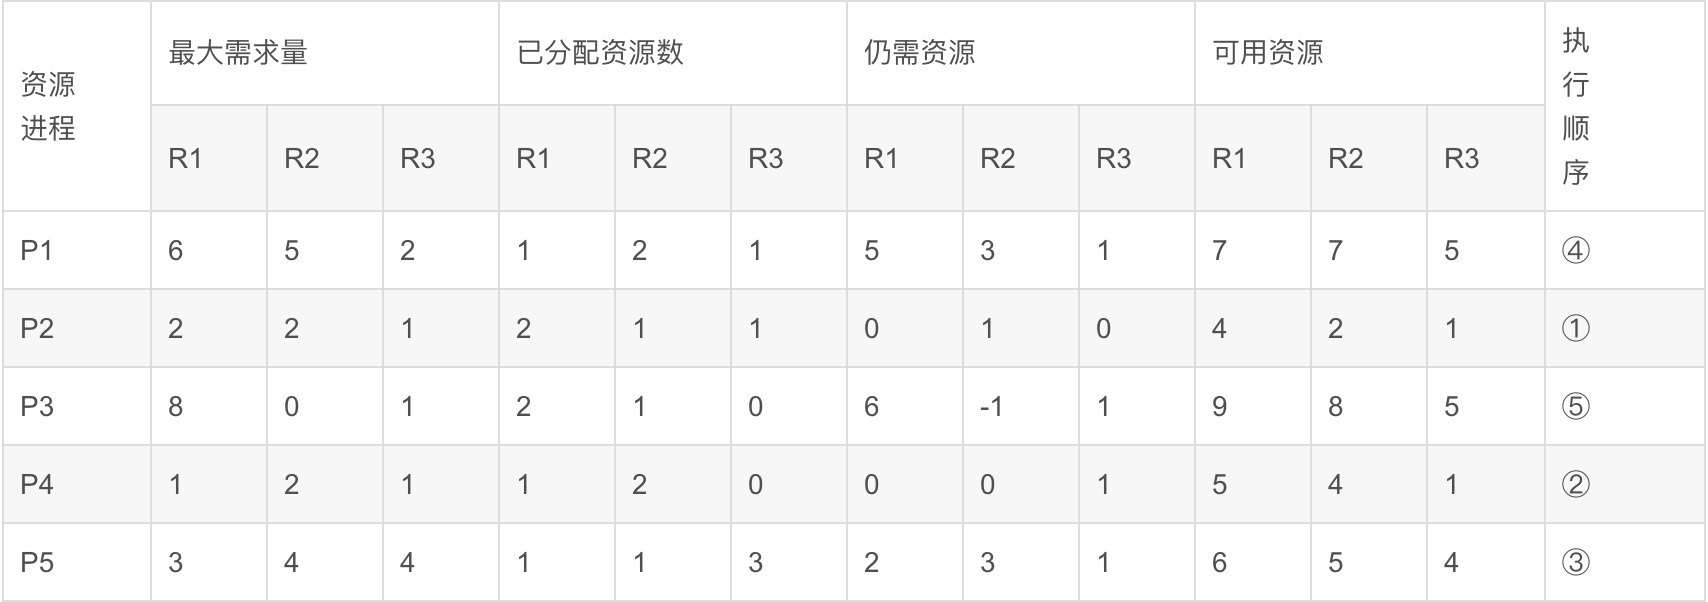 资源进程 最大需求量 已分配资源数 仍需资源 可用资源 执行顺序
R1 R2 R3 R1 R2 R3 R1 R2 R3 R1 R2 R3
P1 6 5 2 1 2 1 5 3 1 7 7 5 ④
P2 2 2 1 2 1 1 0 1 0 4 2 1 ①
P3 8 0 1 2 1 0 6 -1 1 9 8 5 ⑤
P4 1 2 1 1 2 0 0 0 1 5 4 1 ②
P5 3 4 4 1 1 3 2 3 1 6 5 4 ③